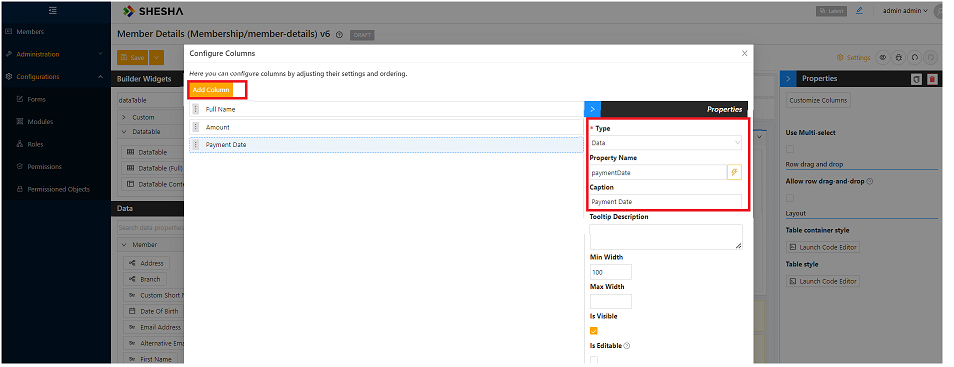 SHESHA
Latest
admin admin
Members
Administration
Configurations
Forms
Modules
Roles
Permissions
Permissioned Objects
Member Details (Membership/member-details) v6
DRAFT
Save
Settings
Builder Widgets
dataTable
Custom
Datatable
DataTable
DataTable (Full)
DataTable Conte
Data
Search data properties
Member
Address
Branch
Custom Short N
Date Of Birth
Email Address
Alternative Ema
First Name
Configure Columns
Here you can configure columns by adjusting their settings and ordering.
Add Column
Full Name
Amount
Payment Date
Properties
* Type
Data
Property Name
paymentDate
Caption
Payment Date
Tooltip Description
Min Width
100
Max Width
Is Visible
Is Editable
Properties
Customize Columns
Use Multi-select
Row drag and drop
Allow row drag-and-drop
Layout
Table container style
Launch Code Editor
Table style
Launch Code Editor